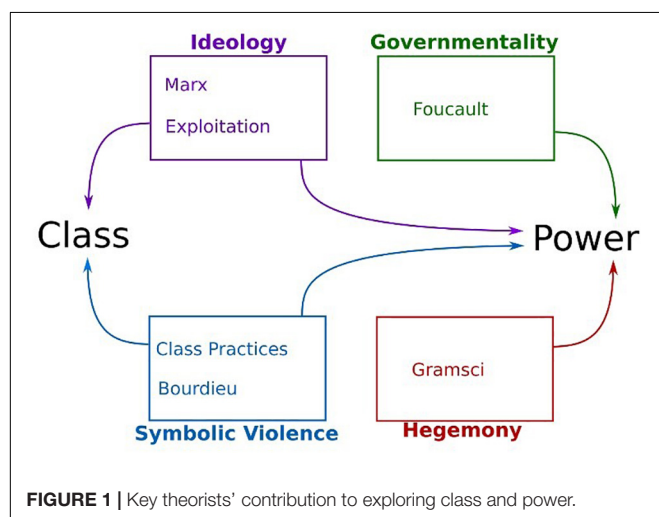 Ideology
Governmentality
Marx
Exploitation
Foucault
Class
Power
Class Practices
Bourdieu
Gramsci
Symbolic Violence
Hegemony
FIGURE 1 | Key theorists' contribution to exploring class and power.